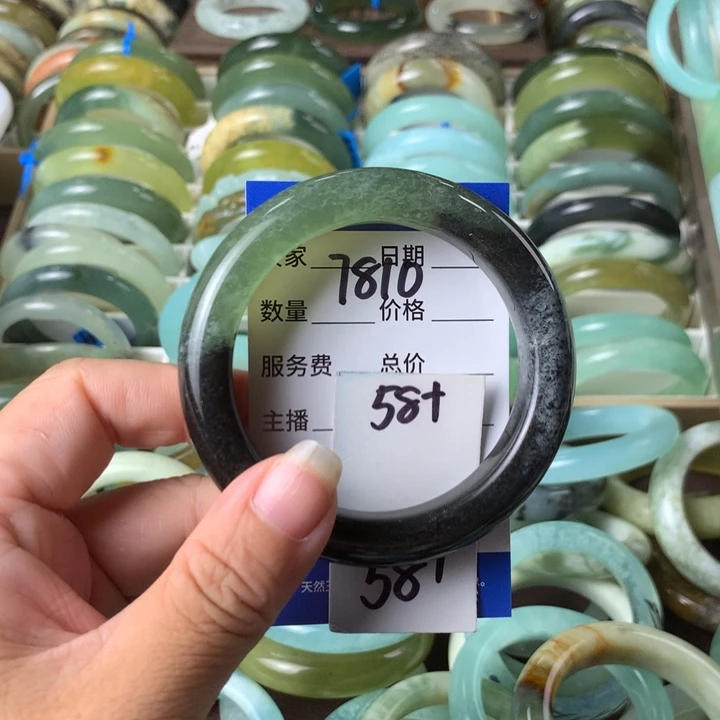 家 日期
7810
数量 价格
服务费 总价
主播
58+
58+
天然